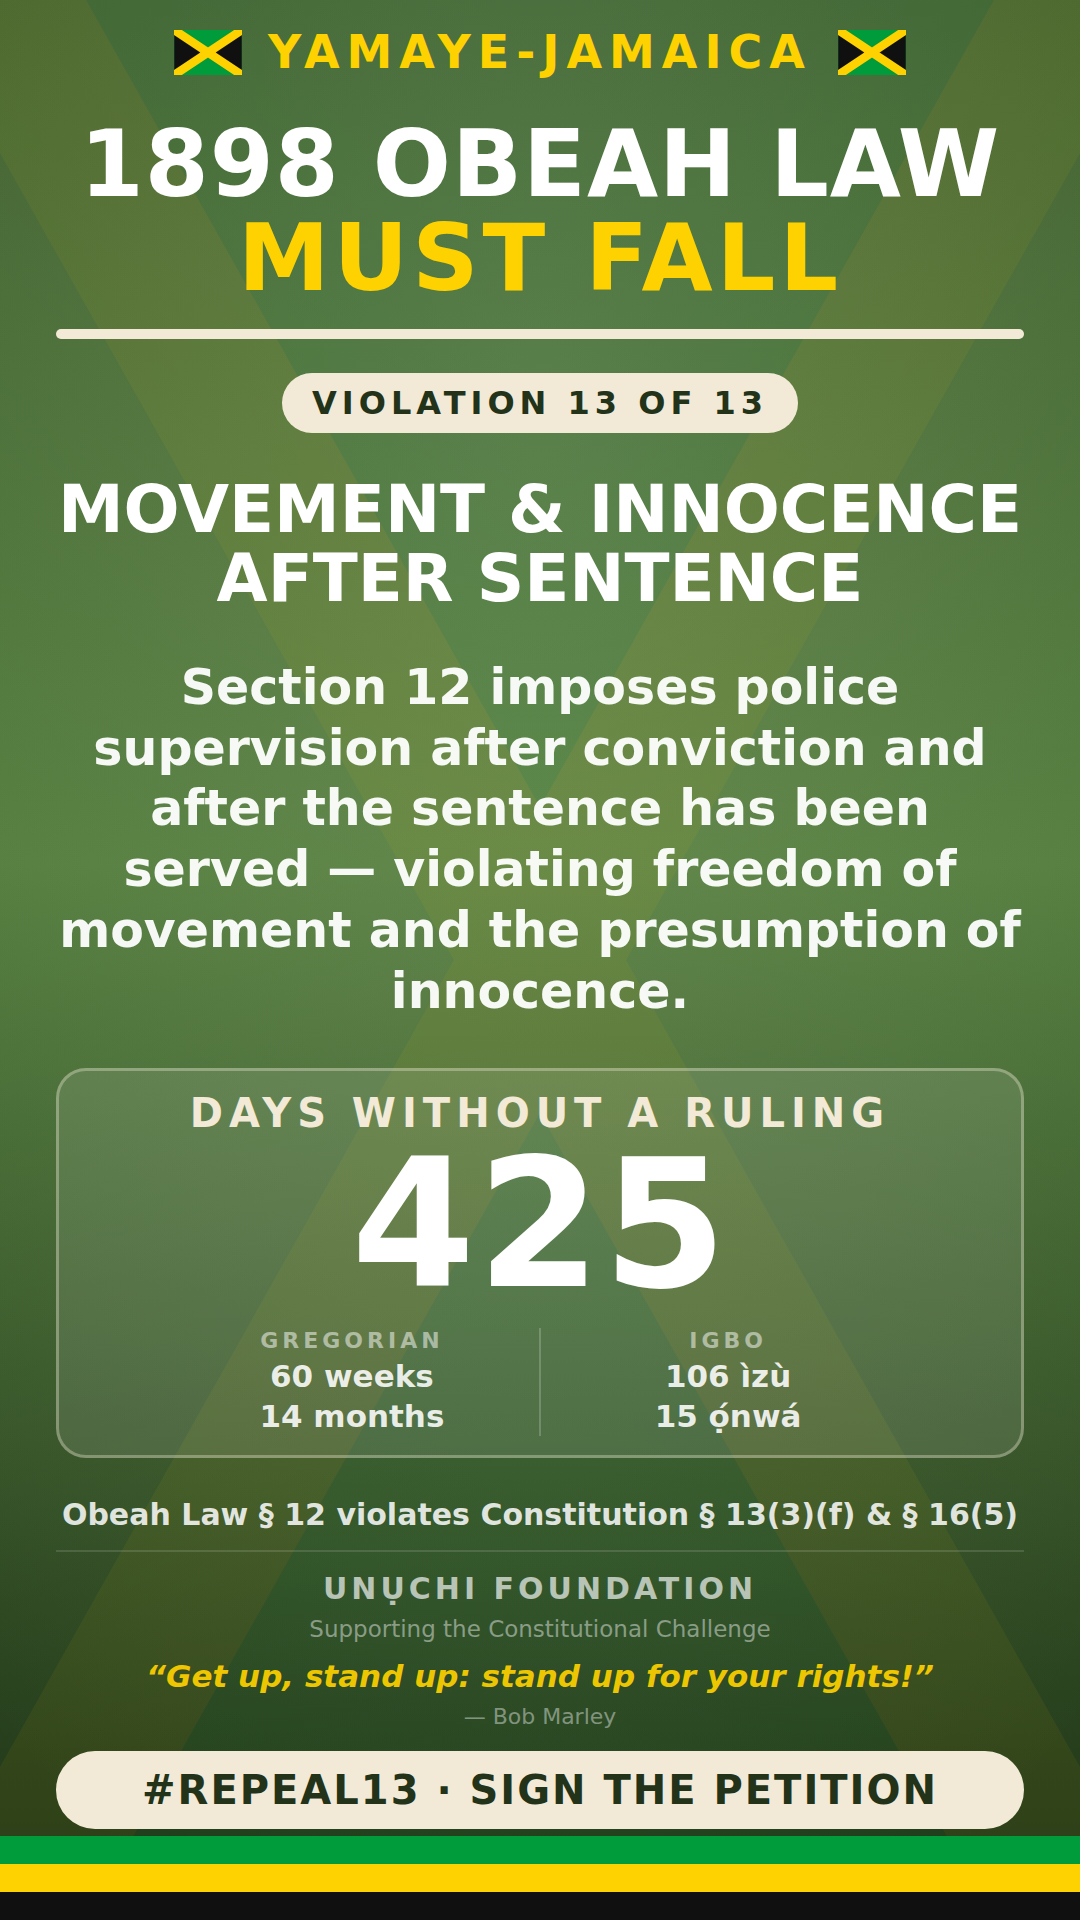 YAMAYE-JAMAICA
1898 OBEAH LAW
MUST FALL
VIOLATION 13 OF 13
MOVEMENT & INNOCENCE
AFTER SENTENCE
Section 12 imposes police
supervision after conviction and
after the sentence has been
served — violating freedom of
movement and the presumption of
innocence.
DAYS WITHOUT A RULING
425
GREGORIAN
60 weeks
14 months
IGBO
106 ìzù
15 ọ́nwá
Obeah Law § 12 violates Constitution § 13(3)(f) & § 16(5)
UNỤCHI FOUNDATION
Supporting the Constitutional Challenge
“Get up, stand up: stand up for your rights!”
— Bob Marley
#REPEAL13 · SIGN THE PETITION